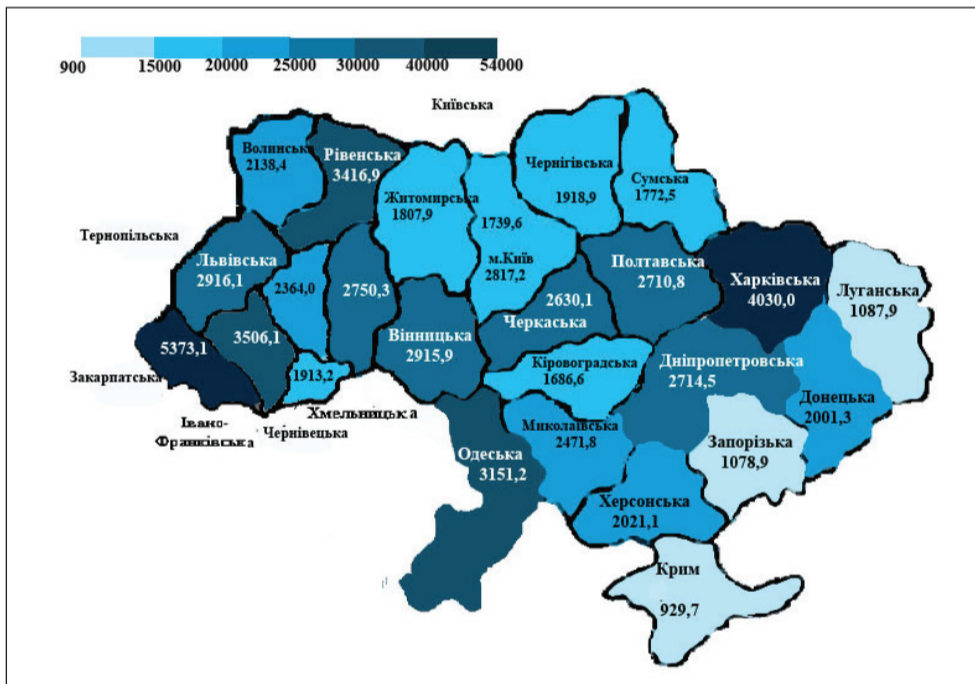 900 15000 20000 25000 30000 40000 54000
Київська
Волинська
2138,4
Рівенська
3416,9
Житомирська
1807,9
1739,6
м.Київ
2817,2
Чернігівська
1918,9
Сумська
1772,5
Тернопільська
Львівська
2916,1
2364,0
2750,3
Вінницька
2915,9
2630,1
Черкаська
Полтавська
2710,8
Харківська
4030,0
Луганська
1087,9
5373,1
3506,1
1913,2
Кіровоградська
1686,6
Дніпропетровська
2714,5
Донецька
2001,3
Закарпатська
Івано-
Франківська
Чернівецька
Хмельницька
Одеська
3151,2
Миколаївська
2471,8
Запорізька
1078,9
Херсонська
2021,1
Крим
929,7